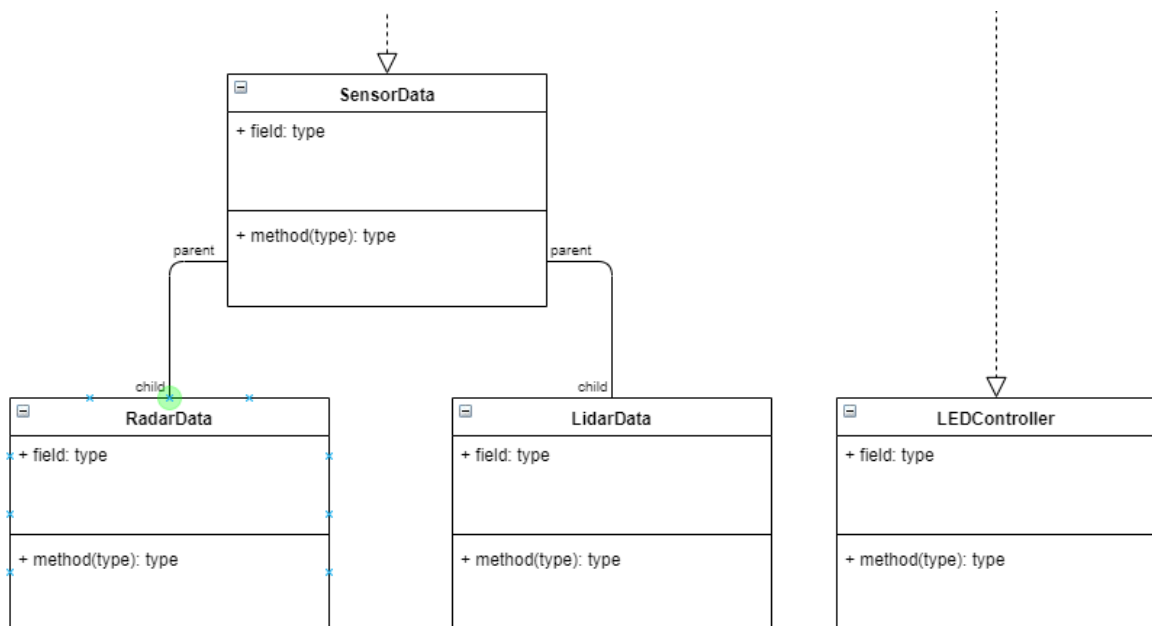 SensorData
+ field: type
+ method(type): type
parent
parent
child
child
RadarData
+ field: type
+ method(type): type
LidarData
+ field: type
+ method(type): type
LEDController
+ field: type
+ method(type): type